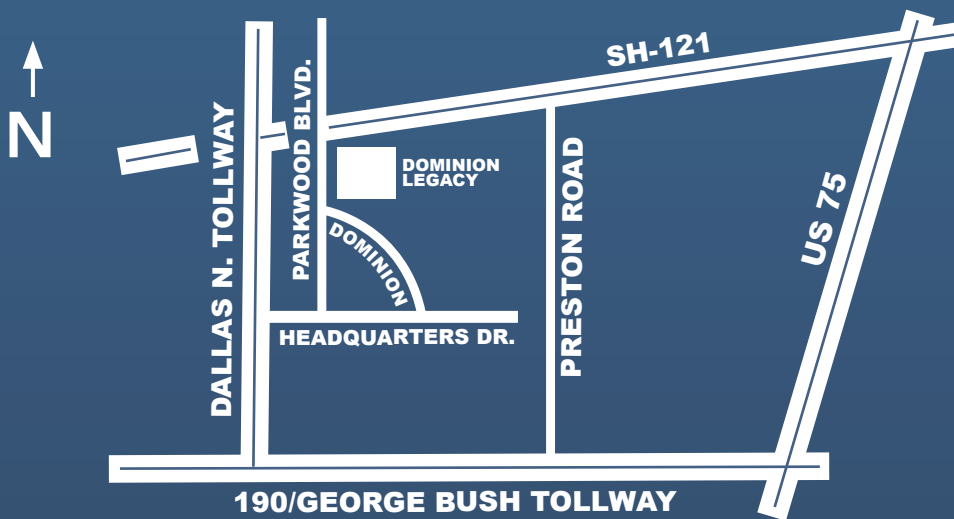 SH-121
N
DALLAS N. TOLLWAY
PARKWOOD BLVD.
DOMINION
LEGACY
DOMINION
PRESTON ROAD
US 75
HEADQUARTERS DR.
190/GEORGE BUSH TOLLWAY